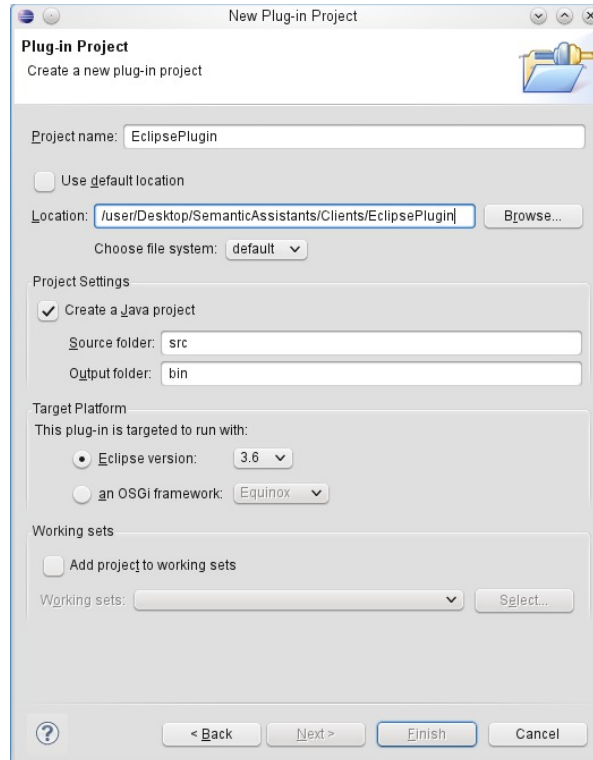 New Plug-in Project
Plug-in Project
Create a new plug-in project
Project name: EclipsePlugin
Use default location
Location: /user/Desktop/SemanticAssistants/Clients/EclipsePlugin Browse...
Choose file system: default
Project Settings
Create a Java project
Source folder: src
Output folder: bin
Target Platform
This plug-in is targeted to run with:
Eclipse version: 3.6
an OSGi framework: Equinox
Working sets
Add project to working sets
Working sets: Select...
? < Back Next > Finish Cancel